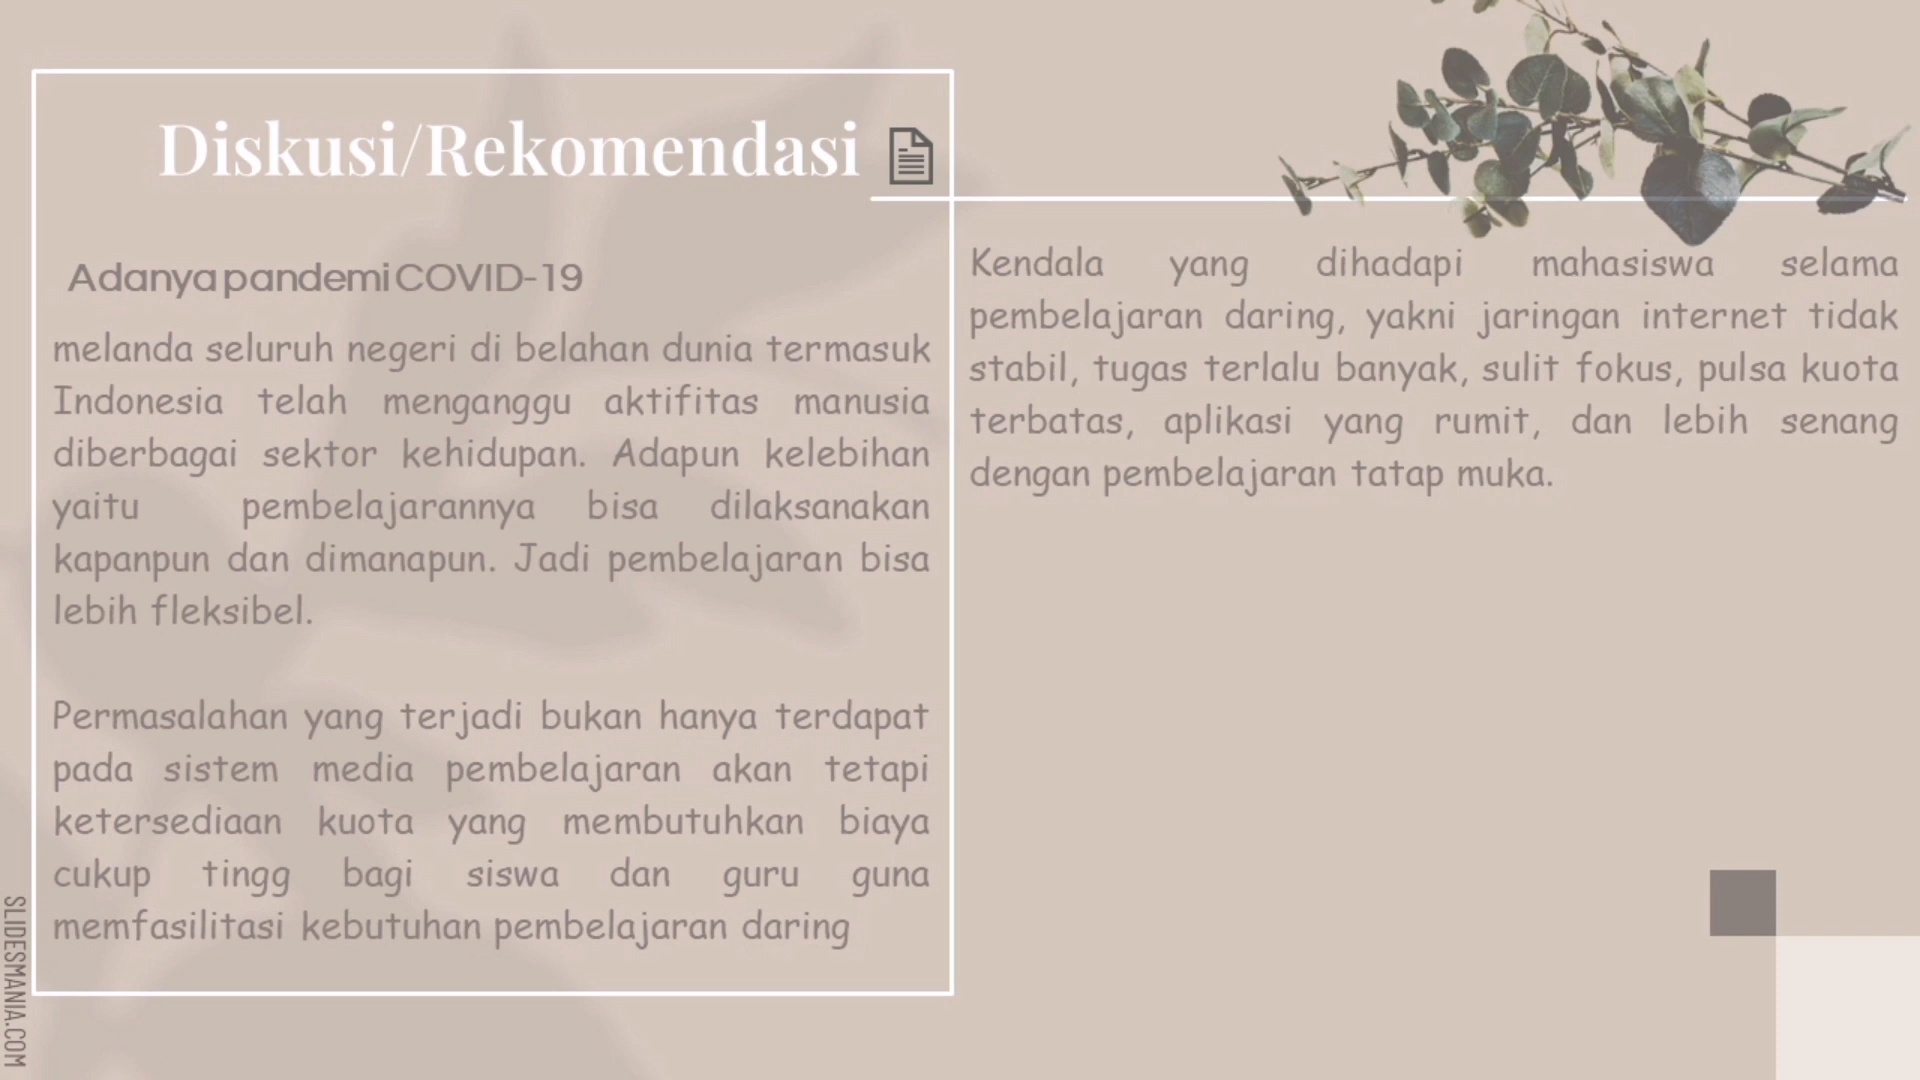 Diskusi/Rekomendasi
Adanya pandemi COVID-19
melanda seluruh negeri di belahan dunia termasuk
Indonesia telah menganggu aktifitas manusia
diberbagai sektor kehidupan. Adapun kelebihan
yaitu pembelajarannya bisa dilaksanakan
kapanpun dan dimanapun. Jadi pembelajaran bisa
lebih fleksibel.
Permasalahan yang terjadi bukan hanya terdapat
pada sistem media pembelajaran akan tetapi
ketersediaan kuota yang membutuhkan biaya
cukup tingg bagi siswa dan guru guna
memfasilitasi kebutuhan pembelajaran daring
Kendala yang dihadapi mahasiswa selama
pembelajaran daring, yakni jaringan internet tidak
stabil, tugas terlalu banyak, sulit fokus, pulsa kuota
terbatas, aplikasi yang rumit, dan lebih senang
dengan pembelajaran tatap muka.
SLIDESMANIA.COM